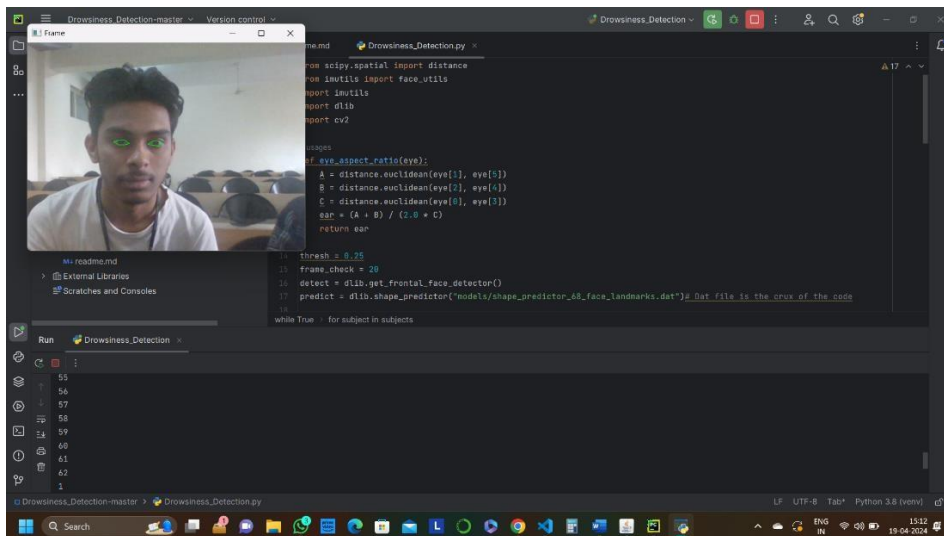 Drowsiness_Detection-master
Version control
Drowsiness_Detection
Frame
me.md
Drowsiness_Detection.py
rom scipy.spatial import distance
17
rom imutils import face_utils
mport imutils
mport dlib
mport cv2
usages
ef eye_aspect_ratio(eye):
A = distance.euclidean(eye[1], eye[5])
B = distance.euclidean(eye[2], eye[4])
C = distance.euclidean(eye[0], eye[3])
ear = (A + B) / (2.0 * C)
return ear
14 thresh = 0.25
15 frame_check = 20
16 detect = dlib.get_frontal_face_detector()
17 predict = dlib.shape_predictor("models/shape_predictor_68_face_landmarks.dat")# Dat file is the crux of the code
18
readme.md
External Libraries
Scratches and Consoles
while True > for subject in subjects
Run Drowsiness_Detection
55
56
57
58
59
60
61
62
1
Drowsiness_Detection-master > Drowsiness_Detection.py
LF UTF-8 Tab* Python 3.8 (venv)
Search
ENG
IN
15:12
19-04-2024